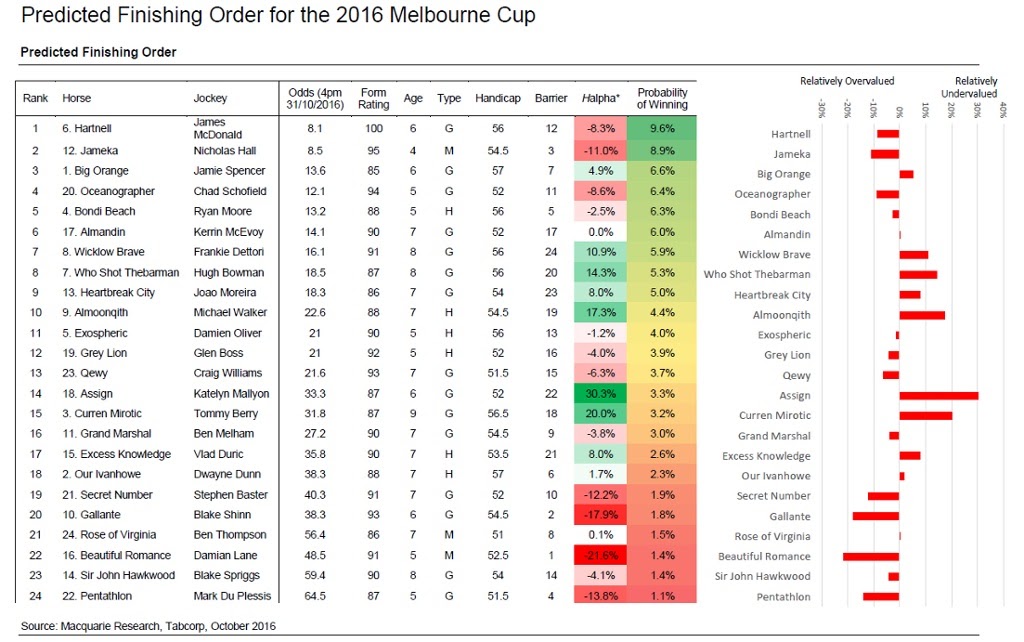 Predicted Finishing Order for the 2016 Melbourne Cup
Predicted Finishing Order
Rank Horse Jockey Odds (4pm 31/10/2016) Form Rating Age Type Handicap Barrier Halpha* Probability of Winning
1 6. Hartnell James McDonald 8.1 100 6 G 56 12 -8.3% 9.6%
2 12. Jameka Nicholas Hall 8.5 95 4 M 54.5 3 -11.0% 8.9%
3 1. Big Orange Jamie Spencer 13.6 85 6 G 57 7 4.9% 6.6%
4 20. Oceanographer Chad Schofield 12.1 94 5 G 52 11 -8.6% 6.4%
5 4. Bondi Beach Ryan Moore 13.2 88 5 H 56 5 -2.5% 6.3%
6 17. Almandin Kerrin McEvoy 14.1 90 7 G 52 17 0.0% 6.0%
7 8. Wicklow Brave Frankie Dettori 16.1 91 8 G 56 24 10.9% 5.9%
8 7. Who Shot Thebarman Hugh Bowman 18.5 87 8 G 56 20 14.3% 5.3%
9 13. Heartbreak City Joao Moreira 18.3 86 7 G 54 23 8.0% 5.0%
10 9. Almoonqith Michael Walker 22.6 88 7 H 54.5 19 17.3% 4.4%
11 5. Exospheric Damien Oliver 21 90 5 H 56 13 -1.2% 4.0%
12 19. Grey Lion Glen Boss 21 92 5 H 52 16 -4.0% 3.9%
13 23. Qewy Craig Williams 21.6 93 7 G 51.5 15 -6.3% 3.7%
14 18. Assign Katelyn Mallyon 33.3 87 6 G 52 22 30.3% 3.3%
15 3. Curren Mirotic Tommy Berry 31.8 87 9 G 56.5 18 20.0% 3.2%
16 11. Grand Marshal Ben Melham 27.2 90 7 G 54.5 9 -3.8% 3.0%
17 15. Excess Knowledge Vlad Duric 35.8 90 7 H 53.5 21 8.0% 2.6%
18 2. Our Ivanhowe Dwayne Dunn 38.3 88 7 H 57 6 1.7% 2.3%
19 21. Secret Number Stephen Baster 40.3 91 7 G 52 10 -12.2% 1.9%
20 10. Gallante Blake Shinn 38.3 93 6 G 54.5 2 -17.9% 1.8%
21 24. Rose of Virginia Ben Thompson 56.4 86 7 M 51 8 0.1% 1.5%
22 16. Beautiful Romance Damian Lane 48.5 91 5 M 52.5 1 -21.6% 1.4%
23 14. Sir John Hawkwood Blake Spriggs 59.4 90 8 G 54 14 -4.1% 1.4%
24 22. Pentathlon Mark Du Plessis 64.5 87 5 G 51.5 4 -13.8% 1.1%
Relatively Overvalued Relatively Undervalued
-30% -20% -10% 0% 10% 20% 30% 40%
Hartnell
Jameka
Big Orange
Oceanographer
Bondi Beach
Almandin
Wicklow Brave
Who Shot Thebarman
Heartbreak City
Almoonqith
Exospheric
Grey Lion
Qewy
Assign
Curren Mirotic
Grand Marshal
Excess Knowledge
Our Ivanhowe
Secret Number
Gallante
Rose of Virginia
Beautiful Romance
Sir John Hawkwood
Pentathlon
Source: Macquarie Research, Tabcorp, October 2016